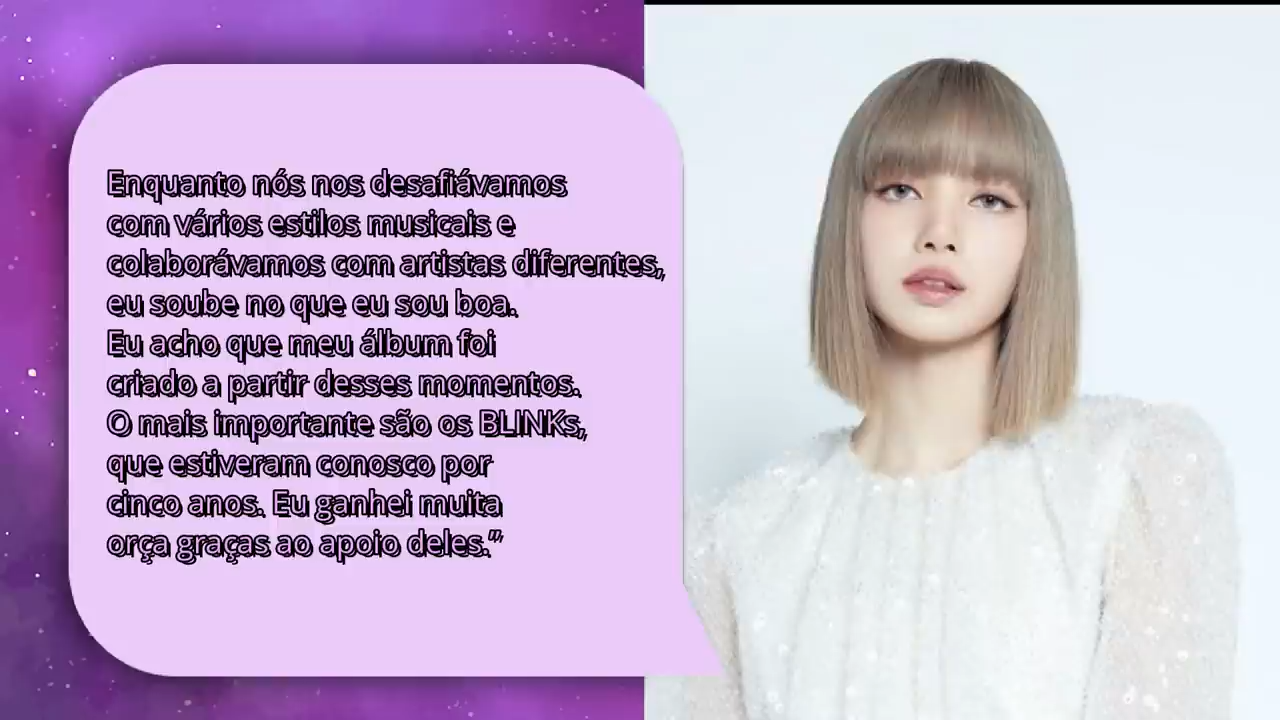 Enquanto nós nos desafiávamos
com vários estilos musicais e
colaborávamos com artistas diferentes,
eu soube no que eu sou boa.
Eu acho que meu álbum foi
criado a partir desses momentos.
O mais importante são os BLINKs,
que estiveram conosco por
cinco anos. Eu ganhei muita
orça graças ao apoio deles.”